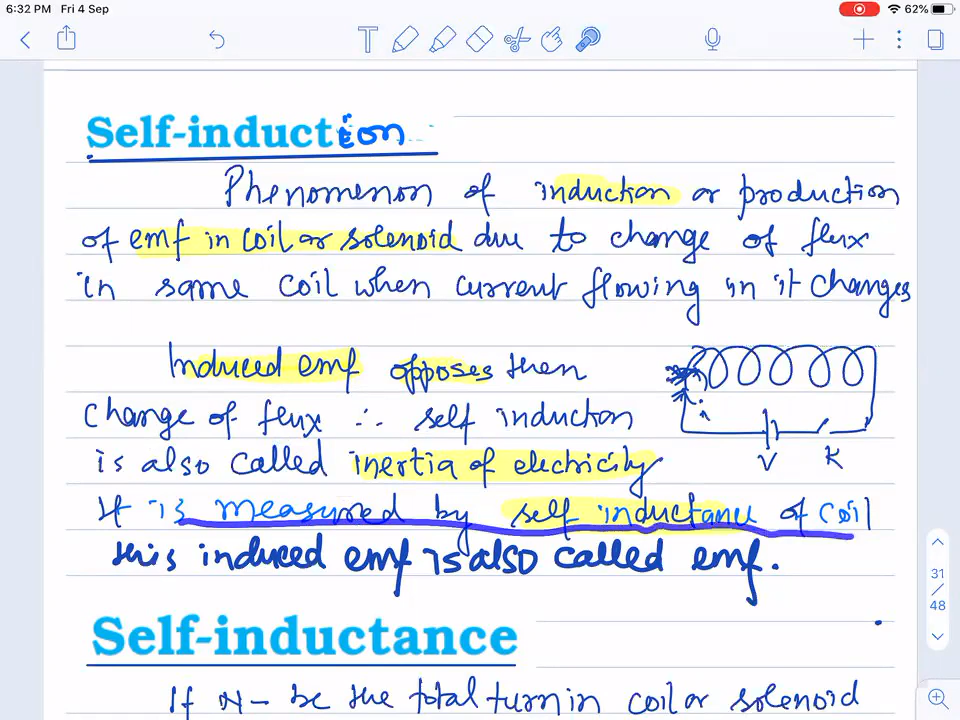 6:32 PM Fri 4 Sep
62%
Self-induction
Phenomenon of induction or production
of emf in coil or solenoid due to change of flux
in same coil when current flowing in it changes
Induced emf opposes then
change of flux ∴ self induction
is also called inertia of electricity
V K
It is measured by self inductance of coil
this induced emf is also called emf.
31
/
48
Self-inductance
If N - be the total turn in coil or solenoid